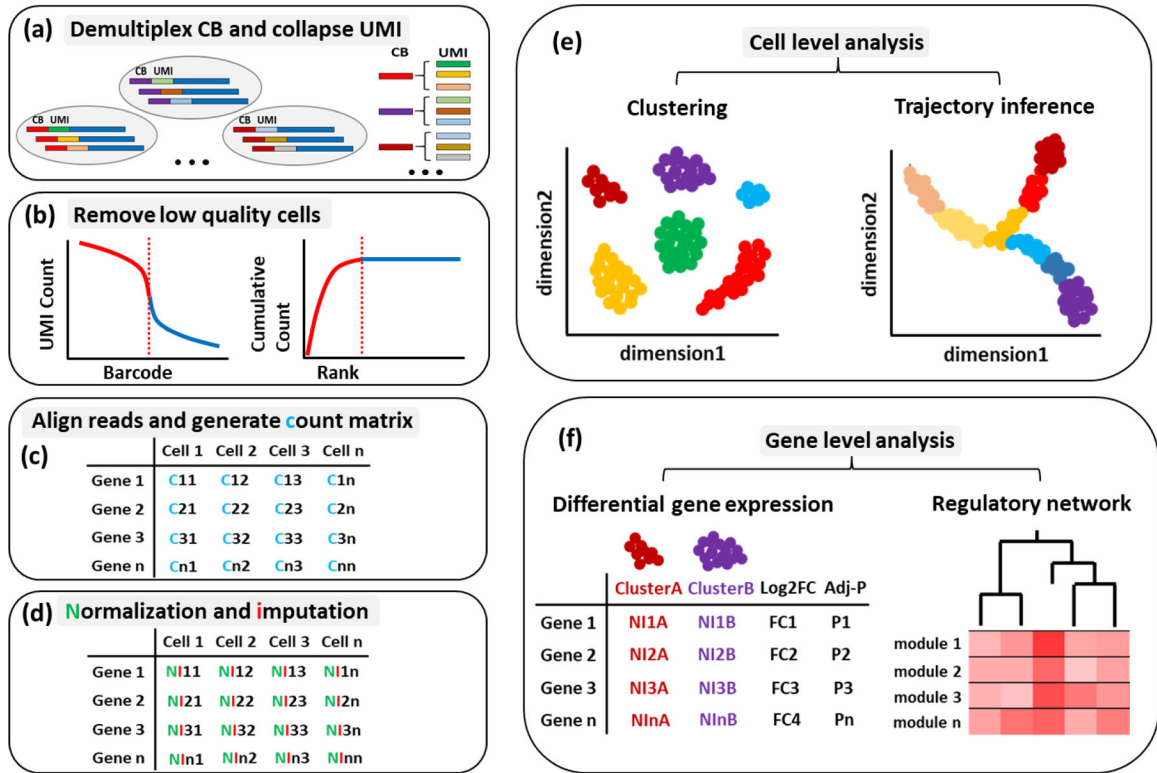 (a) Demultiplex CB and collapse UMI
CB UMI
CB UMI
CB UMI
CB UMI
(b) Remove low quality cells
UMI Count
Barcode
Cumulative
Count
Rank
Align reads and generate count matrix
(c)
Cell 1 Cell 2 Cell 3 Cell n
Gene 1 C11 C12 C13 C1n
Gene 2 C21 C22 C23 C2n
Gene 3 C31 C32 C33 C3n
Gene n Cn1 Cn2 Cn3 Cnn
(d) Normalization and imputation
Cell 1 Cell 2 Cell 3 Cell n
Gene 1 NI11 NI12 NI13 NI1n
Gene 2 NI21 NI22 NI23 NI2n
Gene 3 NI31 NI32 NI33 NI3n
Gene n NIn1 NIn2 NIn3 NInn
(e) Cell level analysis
Clustering
dimension2
dimension1
Trajectory inference
dimension2
dimension1
(f) Gene level analysis
Differential gene expression
ClusterA ClusterB Log2FC Adj-P
Gene 1 NI1A NI1B FC1 P1
Gene 2 NI2A NI2B FC2 P2
Gene 3 NI3A NI3B FC3 P3
Gene n NInA NInB FC4 Pn
Regulatory network
module 1
module 2
module 3
module n